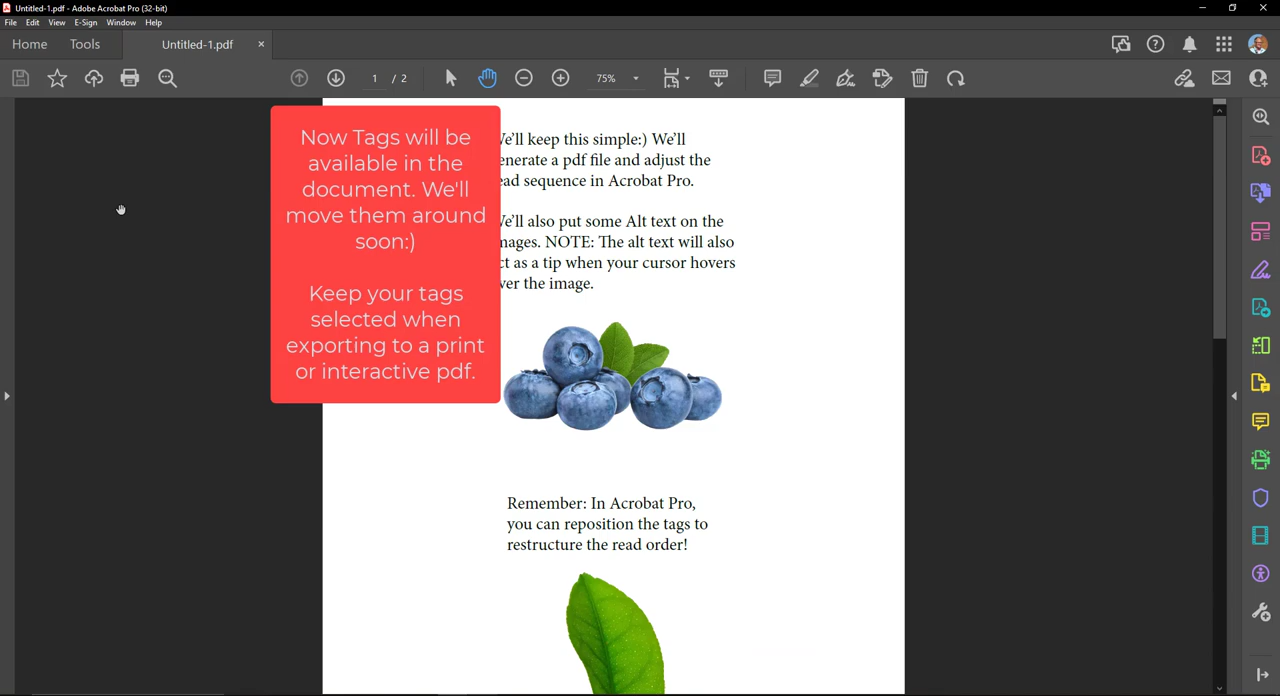 Untitled-1.pdf - Adobe Acrobat Pro (32-bit)
File Edit View E-Sign Window Help
Home Tools Untitled-1.pdf ×
1 / 2 75%
Now Tags will be
available in the
document. We'll
move them around
soon:)
Keep your tags
selected when
exporting to a print
or interactive pdf.
e'll keep this simple:) We'll
enerate a pdf file and adjust the
ad sequence in Acrobat Pro.
e'll also put some Alt text on the
ages. NOTE: The alt text will also
ct as a tip when your cursor hovers
ver the image.
Remember: In Acrobat Pro,
you can reposition the tags to
restructure the read order!